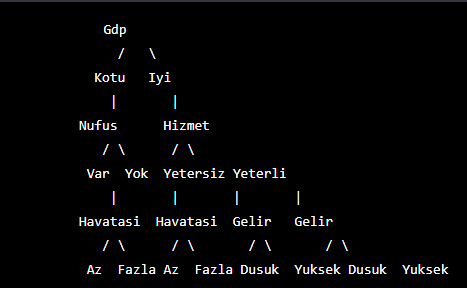 Gdp
/ \
Kotu Iyi
| |
Nufus Hizmet
/ \ / \
Var Yok Yetersiz Yeterli
| | | |
Havatasi Havatasi Gelir Gelir
/ \ / \ / \ / \
Az Fazla Az Fazla Dusuk Yuksek Dusuk Yuksek